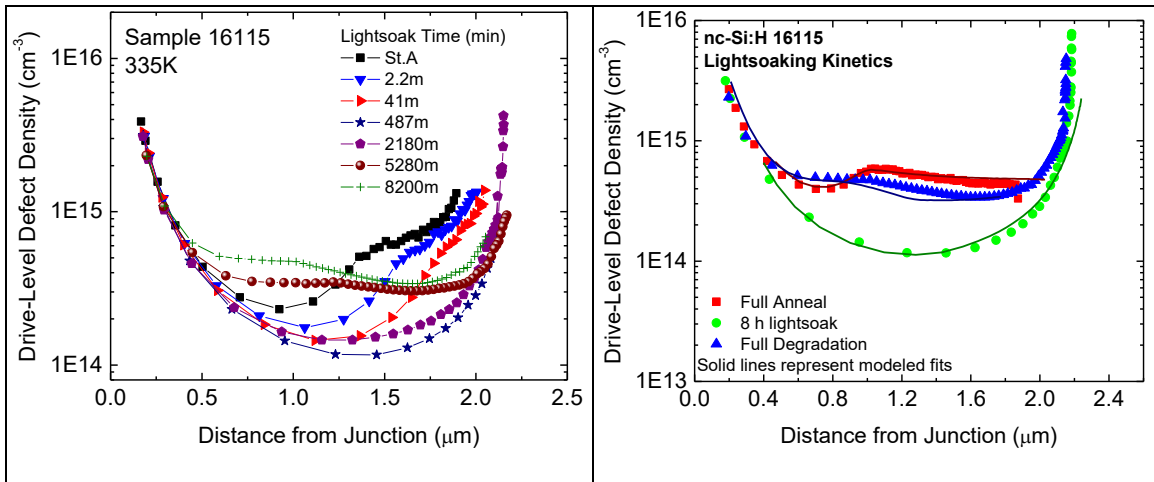 Sample 16115
335K
Lightsoak Time (min)
St.A
2.2m
41m
487m
2180m
5280m
8200m
1E16
1E15
1E14
Drive-Level Defect Density (cm⁻³)
0.0 0.5 1.0 1.5 2.0 2.5
Distance from Junction (μm)
nc-Si:H 16115
Lightsoaking Kinetics
1E16
1E15
1E14
1E13
Drive-Level Defect Density (cm⁻³)
Full Anneal
8 h lightsoak
Full Degradation
Solid lines represent modeled fits
0.0 0.4 0.8 1.2 1.6 2.0 2.4
Distance from Junction (μm)